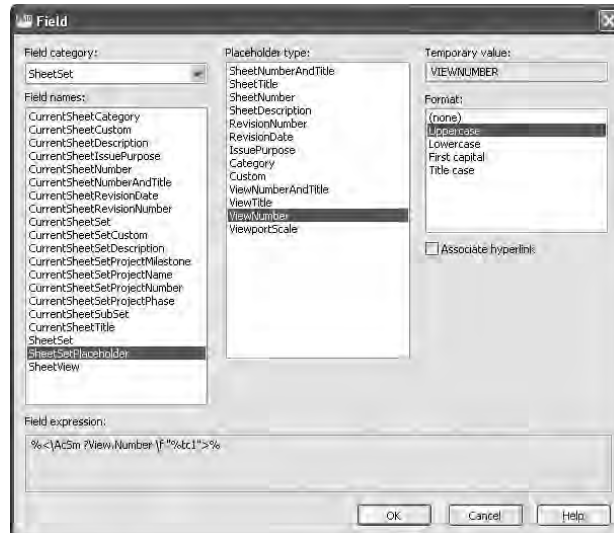 Field
Field category:
SheetSet
Field names:
CurrentSheetCategory
CurrentSheetCustom
CurrentSheetDescription
CurrentSheetIssuePurpose
CurrentSheetNumber
CurrentSheetNumberAndTitle
CurrentSheetRevisionDate
CurrentSheetRevisionNumber
CurrentSheetSet
CurrentSheetSetCustom
CurrentSheetSetDescription
CurrentSheetSetProjectMilestone
CurrentSheetSetProjectName
CurrentSheetSetProjectNumber
CurrentSheetSetProjectPhase
CurrentSheetSubSet
CurrentSheetTitle
SheetSet
SheetSetPlaceholder
SheetView
Placeholder type:
SheetNumberAndTitle
SheetTitle
SheetNumber
SheetDescription
RevisionNumber
RevisionDate
IssuePurpose
Category
Custom
ViewNumberAndTitle
ViewTitle
ViewNumber
ViewportScale
Temporary value:
VIEWNUMBER
Format:
(none)
Uppercase
Lowercase
First capital
Title case
Associate hyperlink
Field expression:
%<\AcSm ?View Number \f "%tc1">%
OK
Cancel
Help